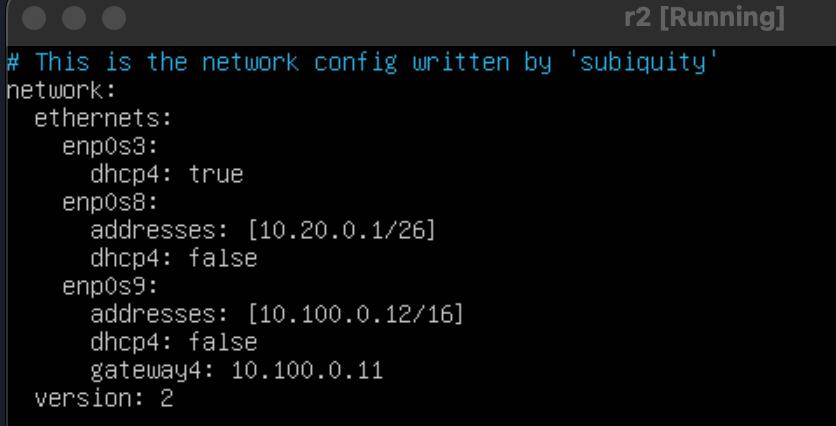 r2 [Running]
# This is the network config written by 'subiquity'
network:
  ethernets:
    enp0s3:
      dhcp4: true
    enp0s8:
      addresses: [10.20.0.1/26]
      dhcp4: false
    enp0s9:
      addresses: [10.100.0.12/16]
      dhcp4: false
      gateway4: 10.100.0.11
  version: 2